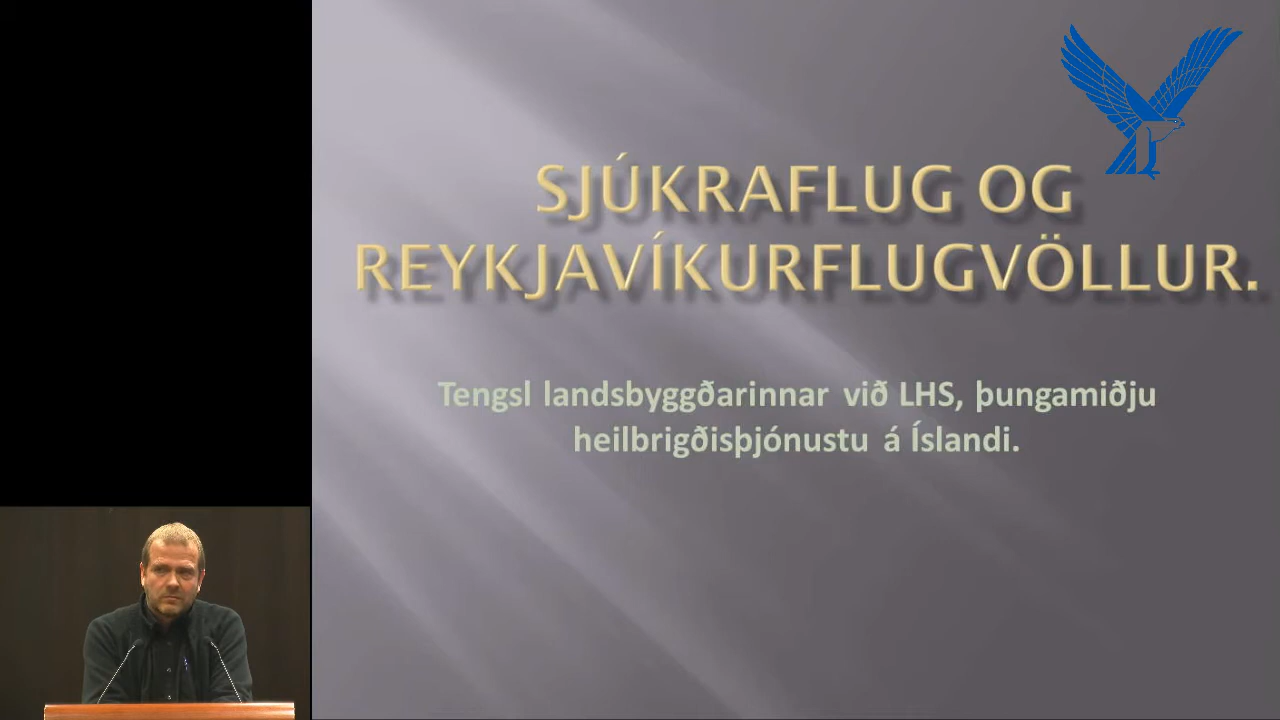 SJÚKRAFLUG OG
REYKJAVÍKURFLUGVÖLLUR.
Tengsl landsbyggðarinnar við LHS, þungamiðju
heilbrigðisþjónustu á Íslandi.